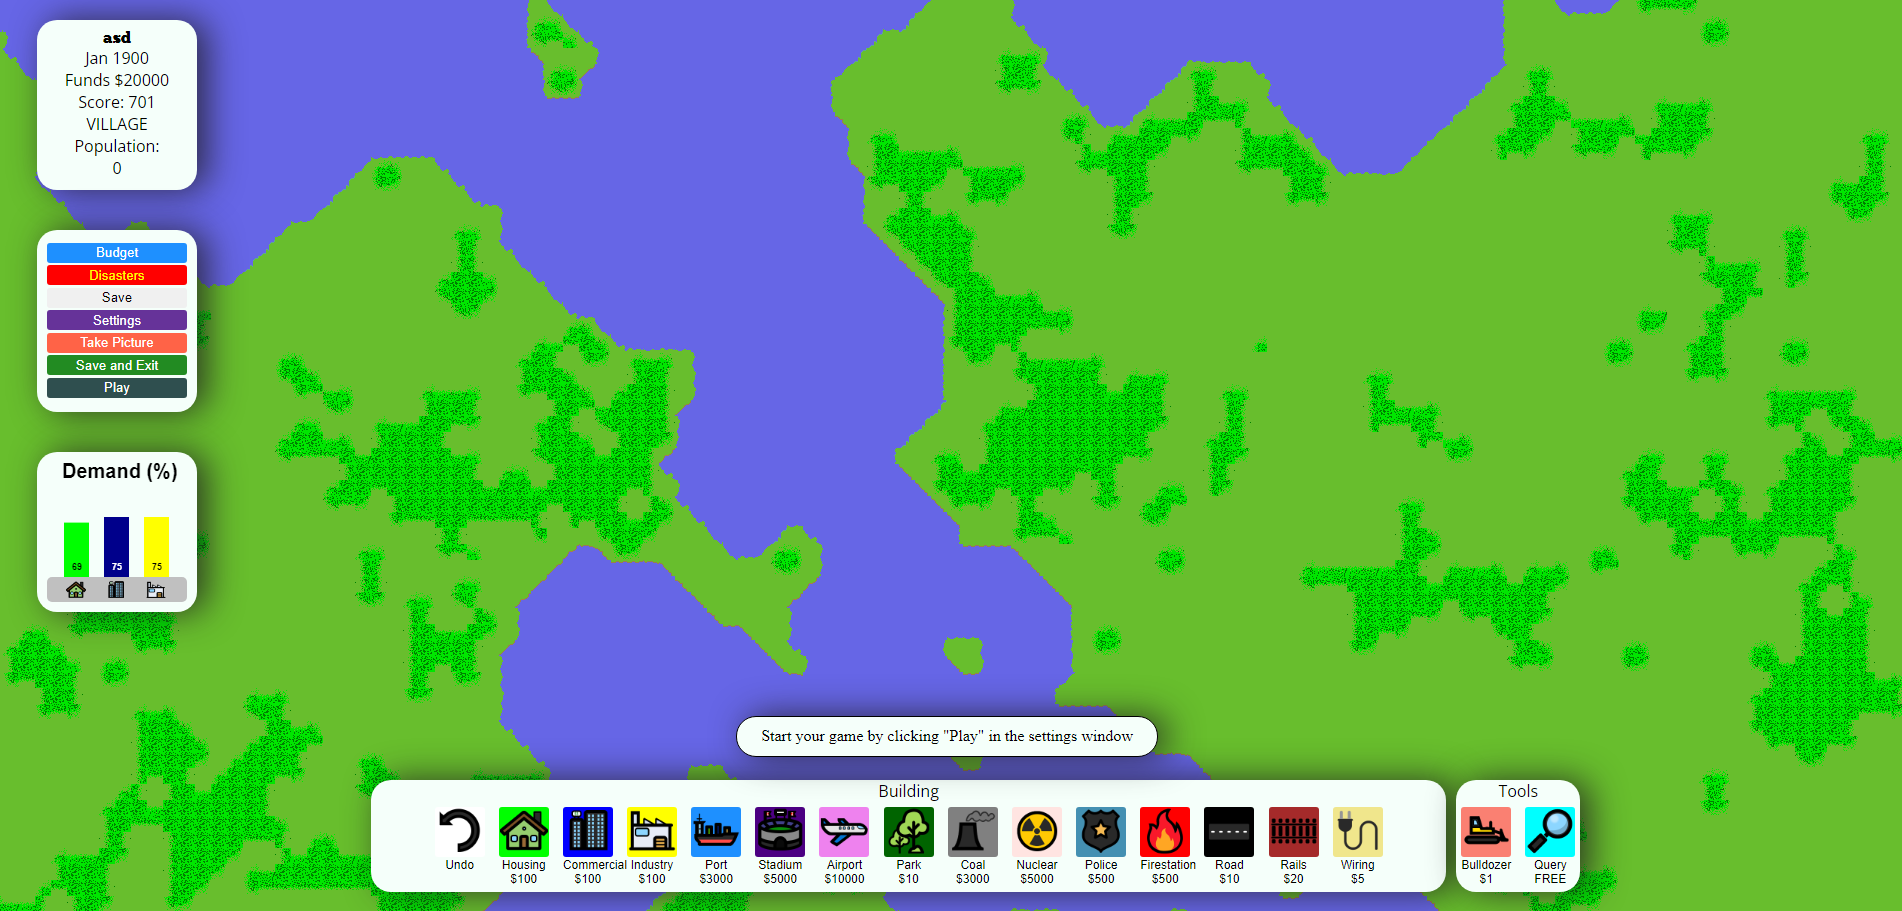 asd
Jan 1900
Funds $20000
Score: 701
VILLAGE
Population:
0
Budget
Disasters
Save
Settings
Take Picture
Save and Exit
Play
Demand (%)
69 75 75
Start your game by clicking "Play" in the settings window
Building
Undo Housing Commercial Industry Port Stadium Airport Park Coal Nuclear Police Firestation Road Rails Wiring
$100 $100 $100 $3000 $5000 $10000 $10 $3000 $5000 $500 $500 $10 $20 $5
Tools
Bulldozer Query
$1 FREE